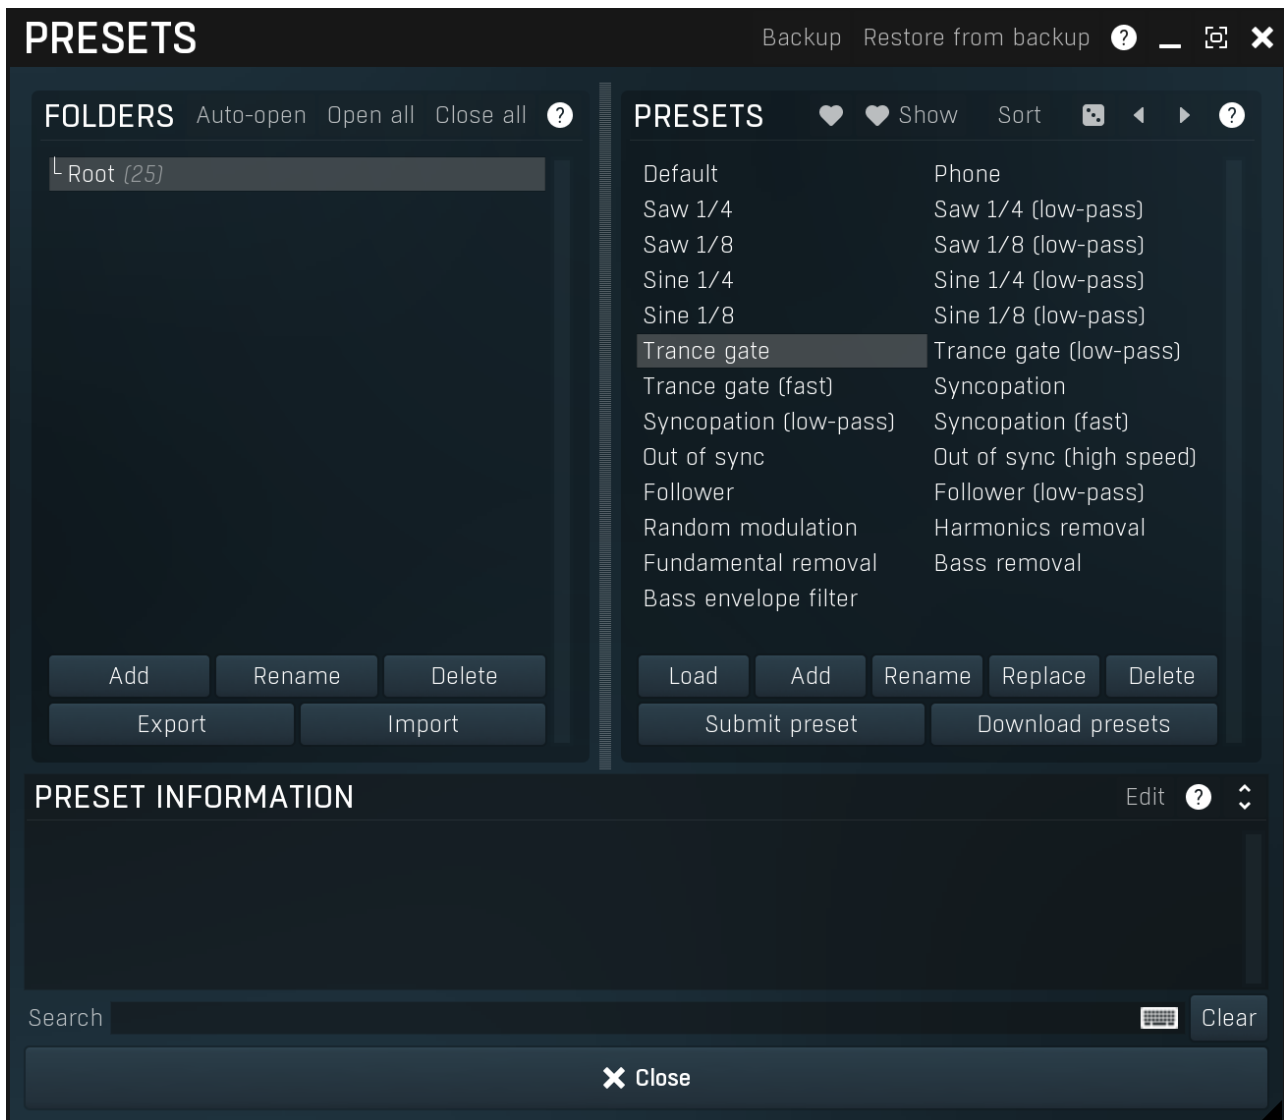 PRESETS Backup Restore from backup ?
FOLDERS Auto-open Open all Close all ?
Root (25)
Add Rename Delete
Export Import
PRESETS Show Sort ?
Default Phone
Saw 1/4 Saw 1/4 (low-pass)
Saw 1/8 Saw 1/8 (low-pass)
Sine 1/4 Sine 1/4 (low-pass)
Sine 1/8 Sine 1/8 (low-pass)
Trance gate Trance gate (low-pass)
Trance gate (fast) Syncopation
Syncopation (low-pass) Syncopation (fast)
Out of sync Out of sync (high speed)
Follower Follower (low-pass)
Random modulation Harmonics removal
Fundamental removal Bass removal
Bass envelope filter
Load Add Rename Replace Delete
Submit preset Download presets
PRESET INFORMATION Edit ?
Search Clear
Close